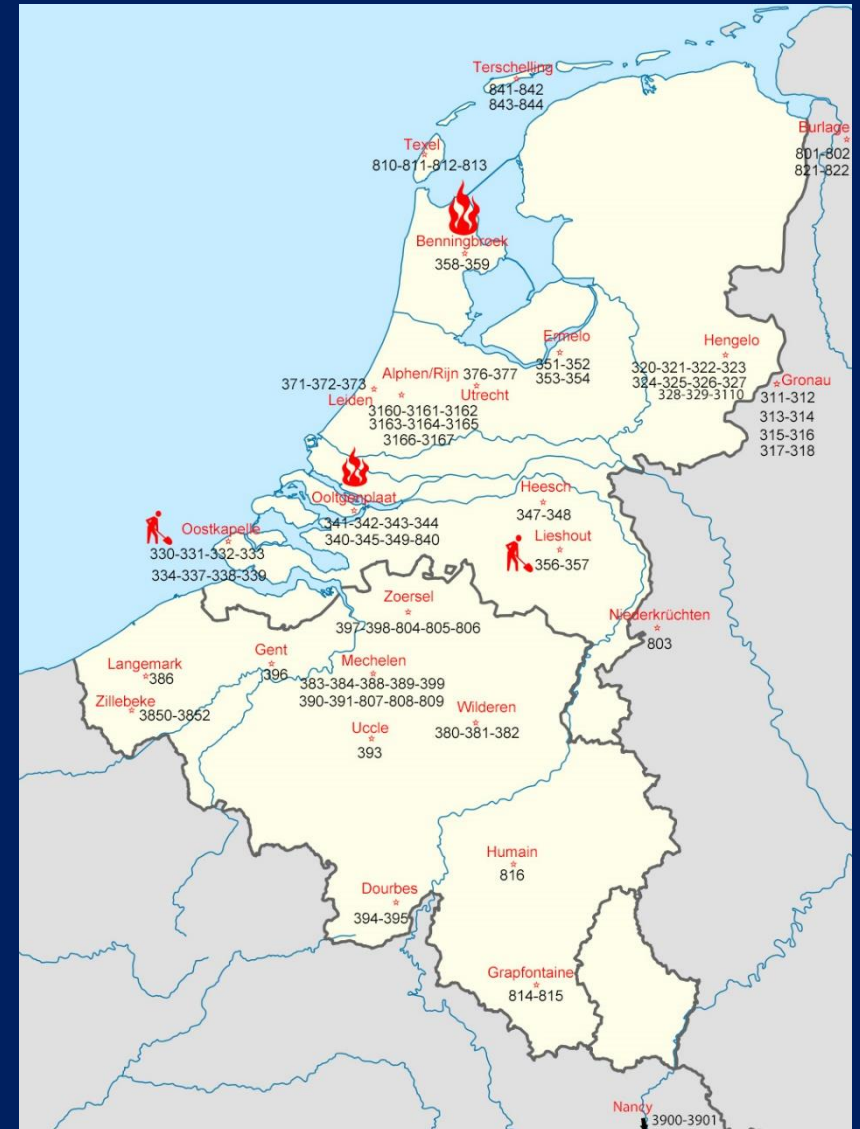 Terschelling
841-842
843-844
Burlage
801-802
821-822
Texel
810-811-812-813
Benningbroek
358-359
Ermelo
351-352
353-354
Hengelo
320-321-322-323
324-325-326-327
328-329-3110
Gronau
311-312
313-314
315-316
317-318
371-372-373
Leiden
Alphen/Rijn
3160-3161-3162
3163-3164-3165
3166-3167
376-377
Utrecht
Ooltgenplaat
341-342-343-344
340-345-349-840
Heesch
347-348
Oostkapelle
330-331-332-333
334-337-338-339
Lieshout
356-357
Zoersel
397-398-804-805-806
Niederkrüchten
803
Langemark
386
Gent
396
Mechelen
383-384-388-389-399
390-391-807-808-809
Zillebeke
3850-3852
Wilderen
380-381-382
Uccle
393
Humain
816
Dourbes
394-395
Grapfontaine
814-815
Nancy
3900-3901